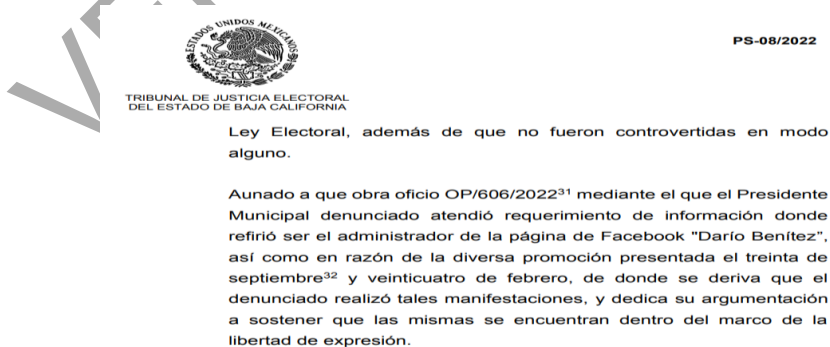 ESTADOS UNIDOS MEXICANOS
PS-08/2022
TRIBUNAL DE JUSTICIA ELECTORAL
DEL ESTADO DE BAJA CALIFORNIA
Ley Electoral, además de que no fueron controvertidas en modo
alguno.
Aunado a que obra oficio OP/606/2022³¹ mediante el que el Presidente
Municipal denunciado atendió requerimiento de información donde
refirió ser el administrador de la página de Facebook "Darío Benítez",
así como en razón de la diversa promoción presentada el treinta de
septiembre³² y veinticuatro de febrero, de donde se deriva que el
denunciado realizó tales manifestaciones, y dedica su argumentación
a sostener que las mismas se encuentran dentro del marco de la
libertad de expresión.